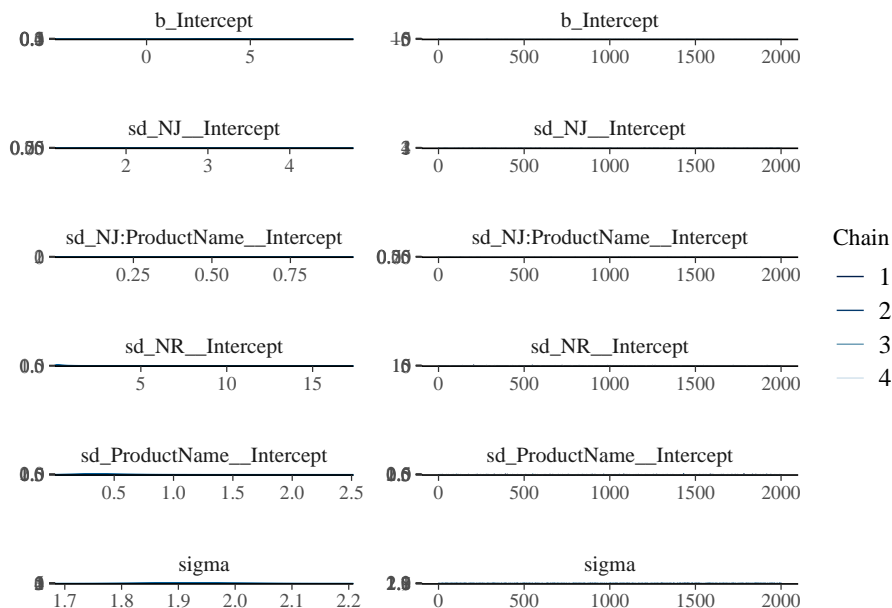 b_Intercept b_Intercept
0 5 0 500 1000 1500 2000
sd_NJ__Intercept sd_NJ__Intercept
2 3 4 0 500 1000 1500 2000
sd_NJ:ProductName__Intercept sd_NJ:ProductName__Intercept
0.25 0.50 0.75 0 500 1000 1500 2000
Chain
1
2
3
4
sd_NR__Intercept sd_NR__Intercept
5 10 15 0 500 1000 1500 2000
sd_ProductName__Intercept sd_ProductName__Intercept
0.5 1.0 1.5 2.0 2.5 0 500 1000 1500 2000
sigma sigma
1.7 1.8 1.9 2.0 2.1 2.2 0 500 1000 1500 2000